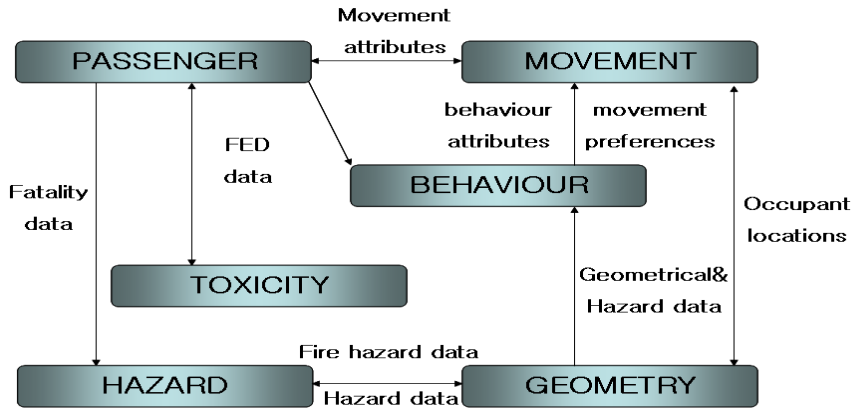 Movement
attributes
PASSENGER
MOVEMENT
behaviour
attributes
movement
preferences
FED
data
BEHAVIOUR
Fatality
data
Occupant
locations
TOXICITY
Geometrical&
Hazard data
Fire hazard data
HAZARD
Hazard data
GEOMETRY